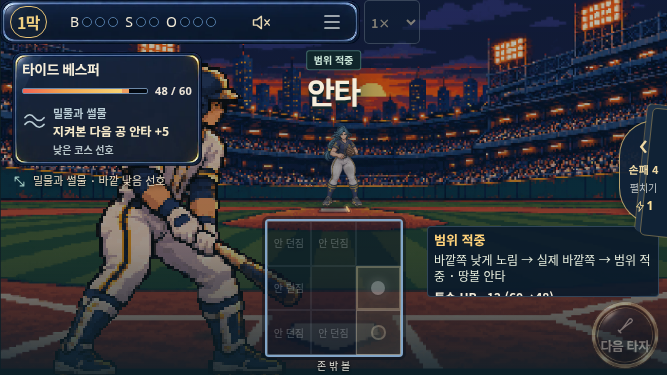 1막
B S O
1×
타이드 베스퍼
48 / 60
밀물과 썰물
지켜본 다음 공 안타 +5
낮은 코스 선호
밀물과 썰물 · 바깥 낮음 선호
범위 적중
안타
손패 4
펼치기
1
안 던짐 안 던짐
안 던짐
안 던짐 안 던짐
존 밖 볼
범위 적중
바깥쪽 낮게 노림 → 실제 바깥쪽 → 범위 적
중 · 땅볼 안타
다음 타자